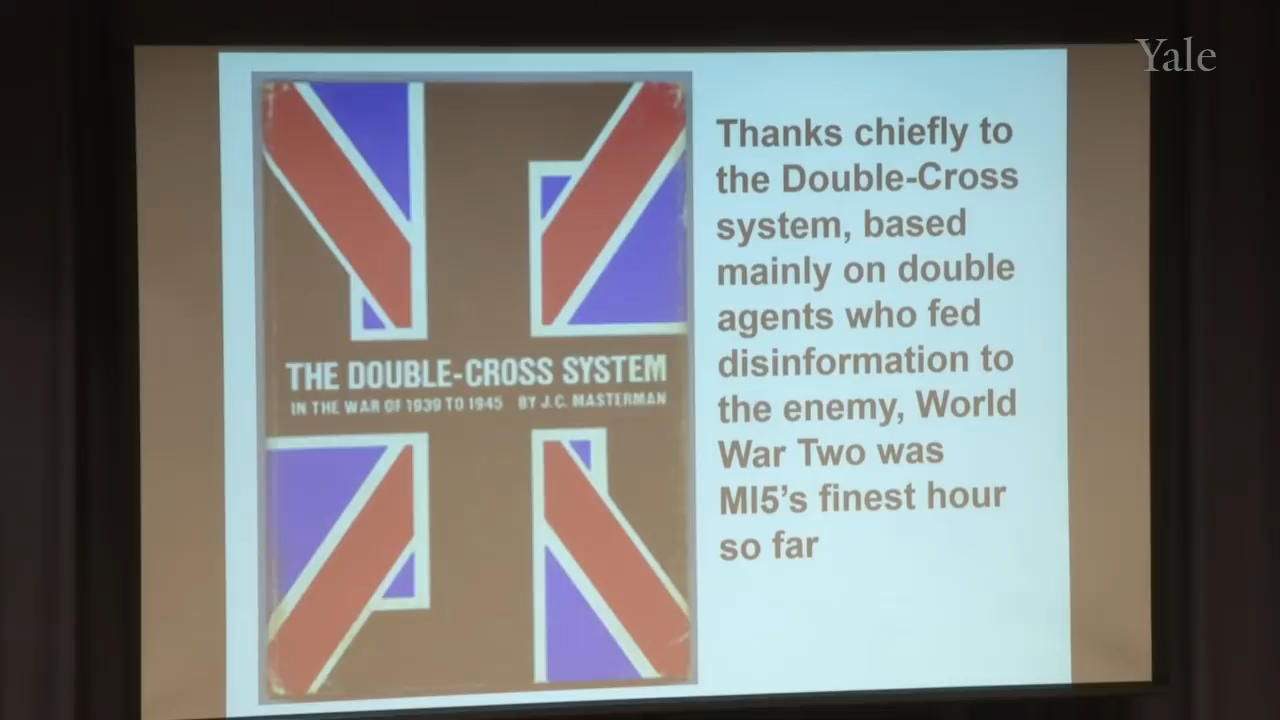 Yale
THE DOUBLE-CROSS SYSTEM
IN THE WAR OF 1939 TO 1945 BY J.C. MASTERMAN
Thanks chiefly to
the Double-Cross
system, based
mainly on double
agents who fed
disinformation to
the enemy, World
War Two was
MI5’s finest hour
so far